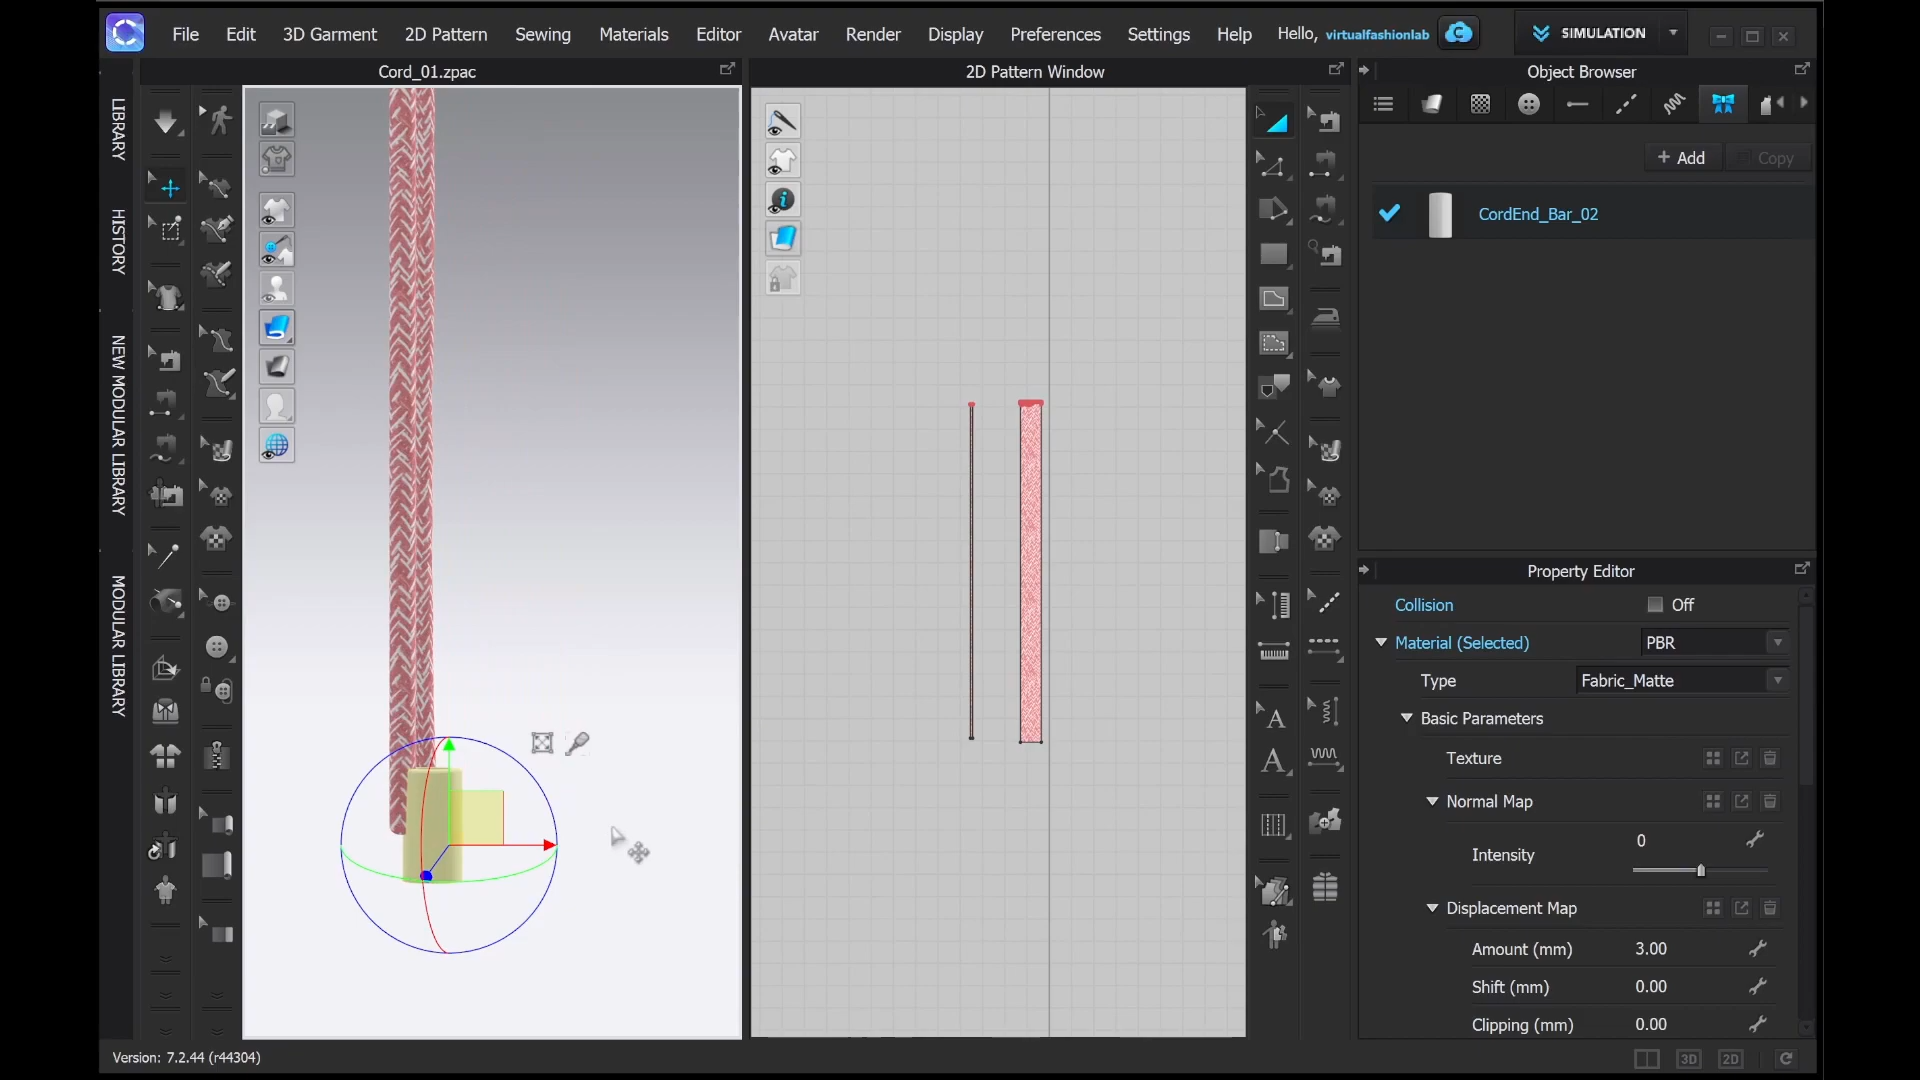 File Edit 3D Garment 2D Pattern Sewing Materials Editor Avatar Render Display Preferences Settings Help Hello, virtualfashionlab SIMULATION
Cord_01.zpac
2D Pattern Window
Object Browser
LIBRARY
HISTORY
NEW MODULAR LIBRARY
MODULAR LIBRARY
+ Add
Copy
CordEnd_Bar_02
Property Editor
Collision Off
Material (Selected) PBR
Type Fabric_Matte
Basic Parameters
Texture
Normal Map
0
Intensity
Displacement Map
Amount (mm) 3.00
Shift (mm) 0.00
Clipping (mm) 0.00
Version: 7.2.44 (r44304)
3D 2D